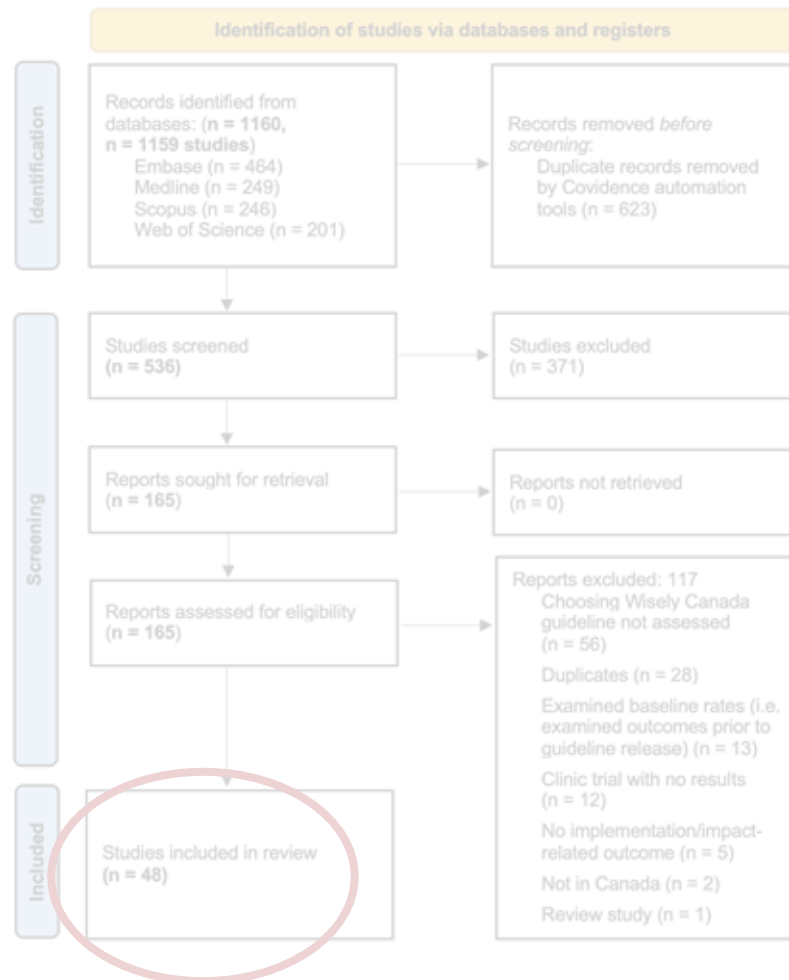 Identification of studies via databases and registers
Identification
Records identified from
databases: (n = 1160,
n = 1159 studies)
Embase (n = 464)
Medline (n = 249)
Scopus (n = 246)
Web of Science (n = 201)
Records removed before
screening:
Duplicate records removed
by Covidence automation
tools (n = 623)
Screening
Studies screened
(n = 536)
Studies excluded
(n = 371)
Reports sought for retrieval
(n = 165)
Reports not retrieved
(n = 0)
Reports assessed for eligibility
(n = 165)
Reports excluded: 117
Choosing Wisely Canada
guideline not assessed
(n = 56)
Duplicates (n = 28)
Examined baseline rates (i.e.
examined outcomes prior to
guideline release) (n = 13)
Clinic trial with no results
(n = 12)
No implementation/impact-
related outcome (n = 5)
Not in Canada (n = 2)
Review study (n = 1)
Included
Studies included in review
(n = 48)